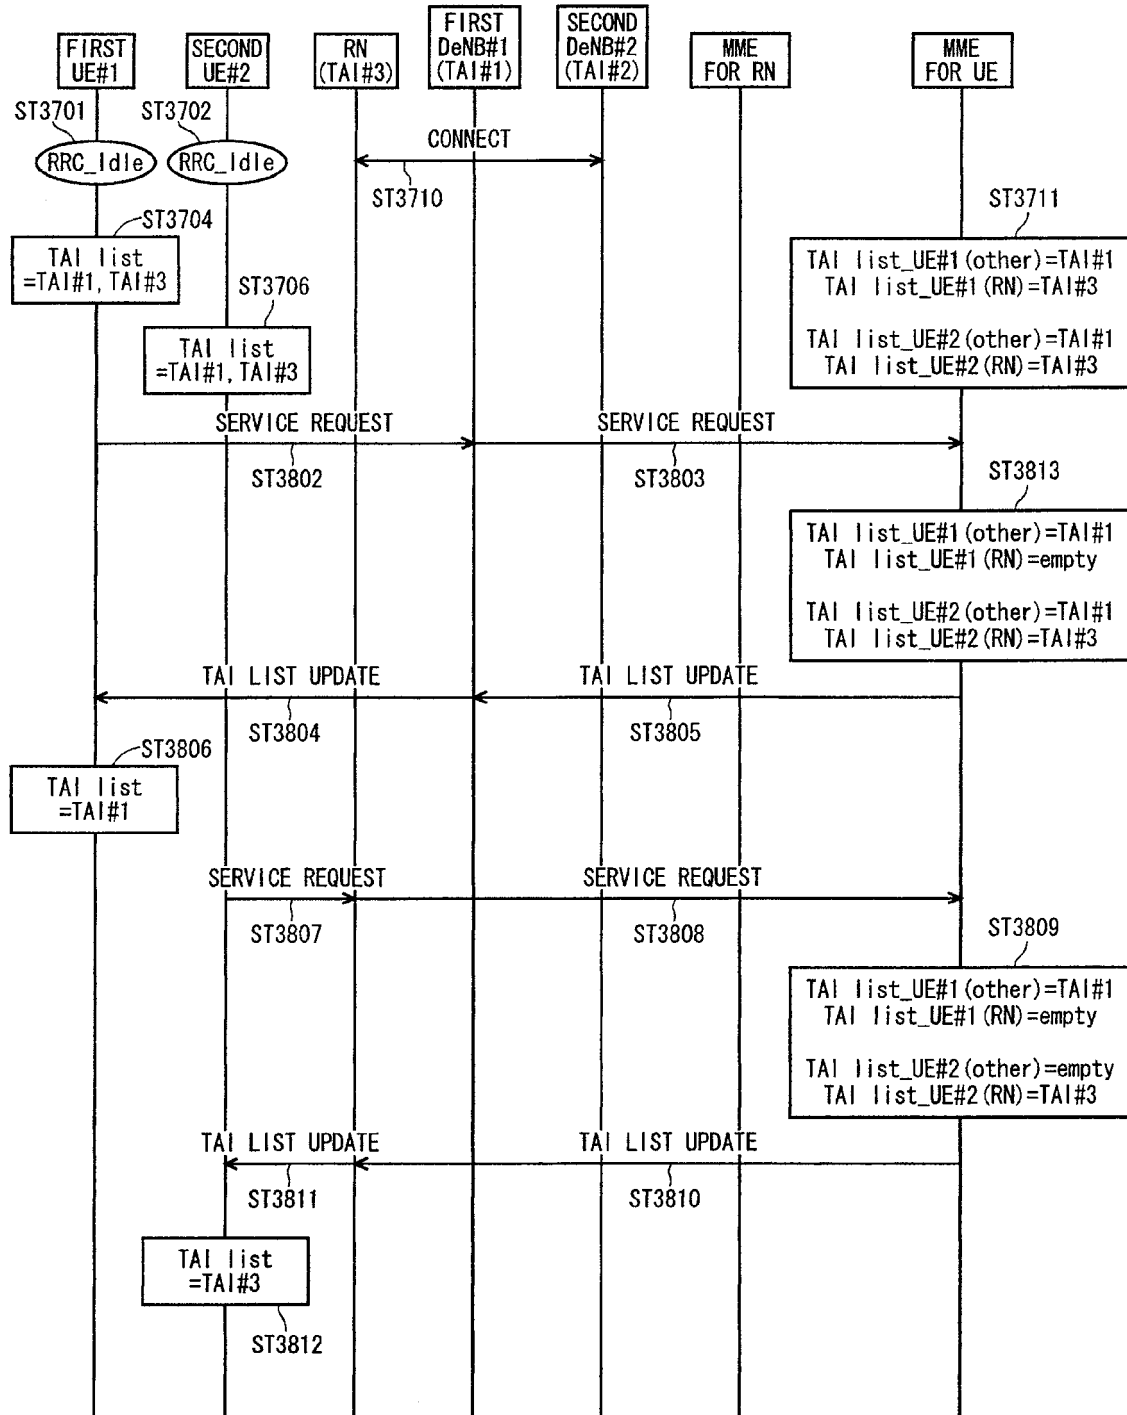 FIRST
UE#1
SECOND
UE#2
RN
(TAI#3)
FIRST
DeNB#1
(TAI#1)
SECOND
DeNB#2
(TAI#2)
MME
FOR RN
MME
FOR UE
ST3701
ST3702
RRC_Idle
RRC_Idle
CONNECT
ST3710
ST3704
TAI list
=TAI#1, TAI#3
ST3711
TAI list_UE#1(other)=TAI#1
TAI list_UE#1(RN)=TAI#3
TAI list_UE#2(other)=TAI#1
TAI list_UE#2(RN)=TAI#3
ST3706
TAI list
=TAI#1, TAI#3
SERVICE REQUEST
SERVICE REQUEST
ST3802
ST3803
ST3813
TAI list_UE#1(other)=TAI#1
TAI list_UE#1(RN)=empty
TAI list_UE#2(other)=TAI#1
TAI list_UE#2(RN)=TAI#3
TAI LIST UPDATE
TAI LIST UPDATE
ST3804
ST3805
ST3806
TAI list
=TAI#1
SERVICE REQUEST
SERVICE REQUEST
ST3807
ST3808
ST3809
TAI list_UE#1(other)=TAI#1
TAI list_UE#1(RN)=empty
TAI list_UE#2(other)=empty
TAI list_UE#2(RN)=TAI#3
TAI LIST UPDATE
TAI LIST UPDATE
ST3811
ST3810
TAI list
=TAI#3
ST3812